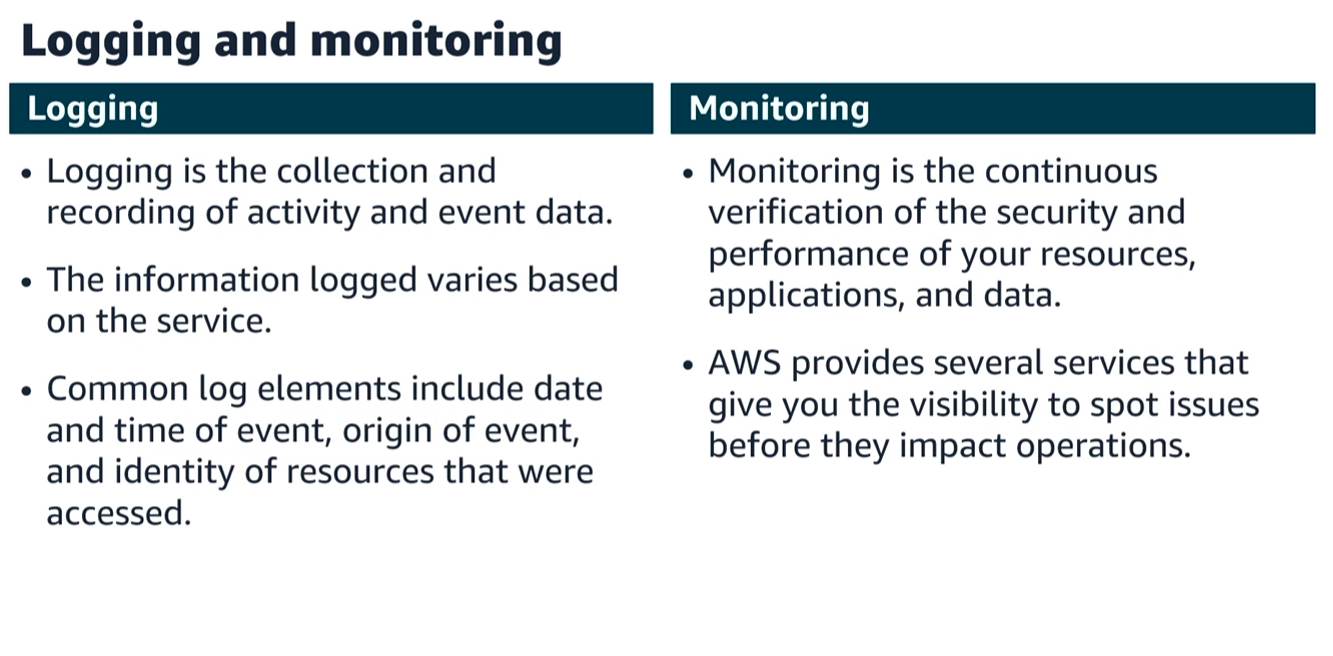 Logging and monitoring
Logging
• Logging is the collection and
recording of activity and event data.
• The information logged varies based
on the service.
• Common log elements include date
and time of event, origin of event,
and identity of resources that were
accessed.
Monitoring
• Monitoring is the continuous
verification of the security and
performance of your resources,
applications, and data.
• AWS provides several services that
give you the visibility to spot issues
before they impact operations.